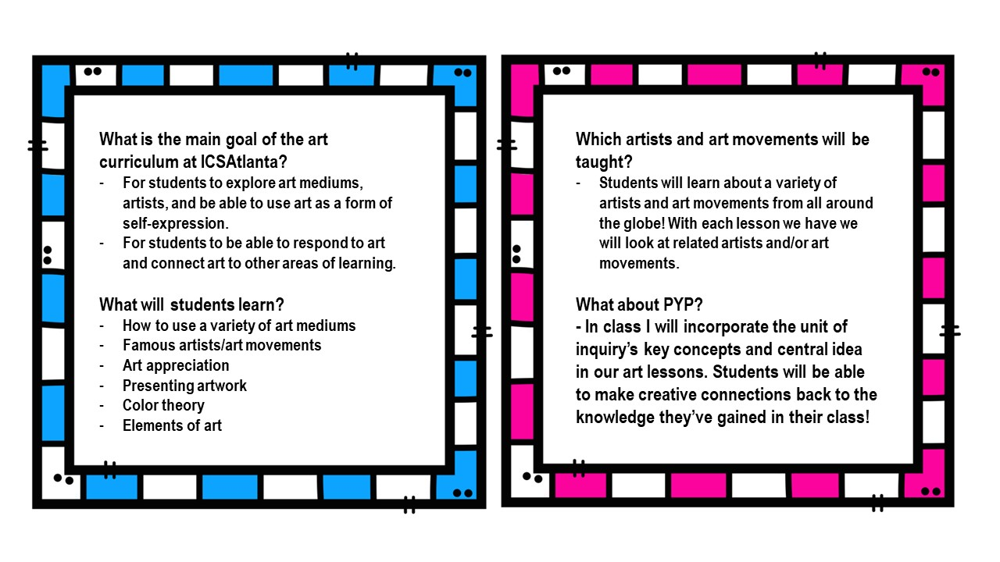 What is the main goal of the art
curriculum at ICSAtlanta?
- For students to explore art mediums,
artists, and be able to use art as a form of
self-expression.
- For students to be able to respond to art
and connect art to other areas of learning.
What will students learn?
- How to use a variety of art mediums
- Famous artists/art movements
- Art appreciation
- Presenting artwork
- Color theory
- Elements of art
Which artists and art movements will be
taught?
- Students will learn about a variety of
artists and art movements from all around
the globe! With each lesson we have we
will look at related artists and/or art
movements.
What about PYP?
- In class I will incorporate the unit of
inquiry’s key concepts and central idea
in our art lessons. Students will be able
to make creative connections back to the
knowledge they’ve gained in their class!